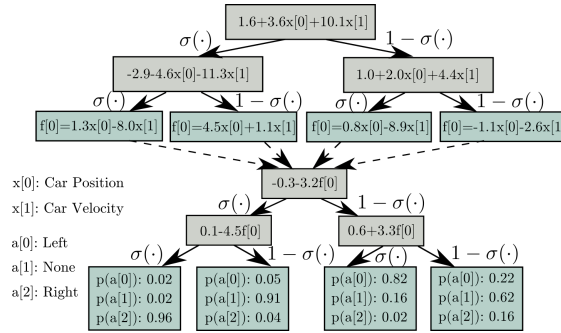 1.6+3.6x[0]+10.1x[1]
σ(·) 1 − σ(·)
-2.9-4.6x[0]-11.3x[1] 1.0+2.0x[0]+4.4x[1]
σ(·) 1 − σ(·) σ(·) 1 − σ(·)
f[0]=1.3x[0]-8.0x[1] f[0]=4.5x[0]+1.1x[1] f[0]=0.8x[0]-8.9x[1] f[0]=-1.1x[0]-2.6x[1]
-0.3-3.2f[0]
x[0]: Car Position
x[1]: Car Velocity
σ(·) 1 − σ(·)
0.1-4.5f[0] 0.6+3.3f[0]
a[0]: Left
a[1]: None
a[2]: Right
σ(·) 1 − σ(·) σ(·) 1 − σ(·)
p(a[0]): 0.02 p(a[0]): 0.05 p(a[0]): 0.82 p(a[0]): 0.22
p(a[1]): 0.02 p(a[1]): 0.91 p(a[1]): 0.16 p(a[1]): 0.62
p(a[2]): 0.96 p(a[2]): 0.04 p(a[2]): 0.02 p(a[2]): 0.16